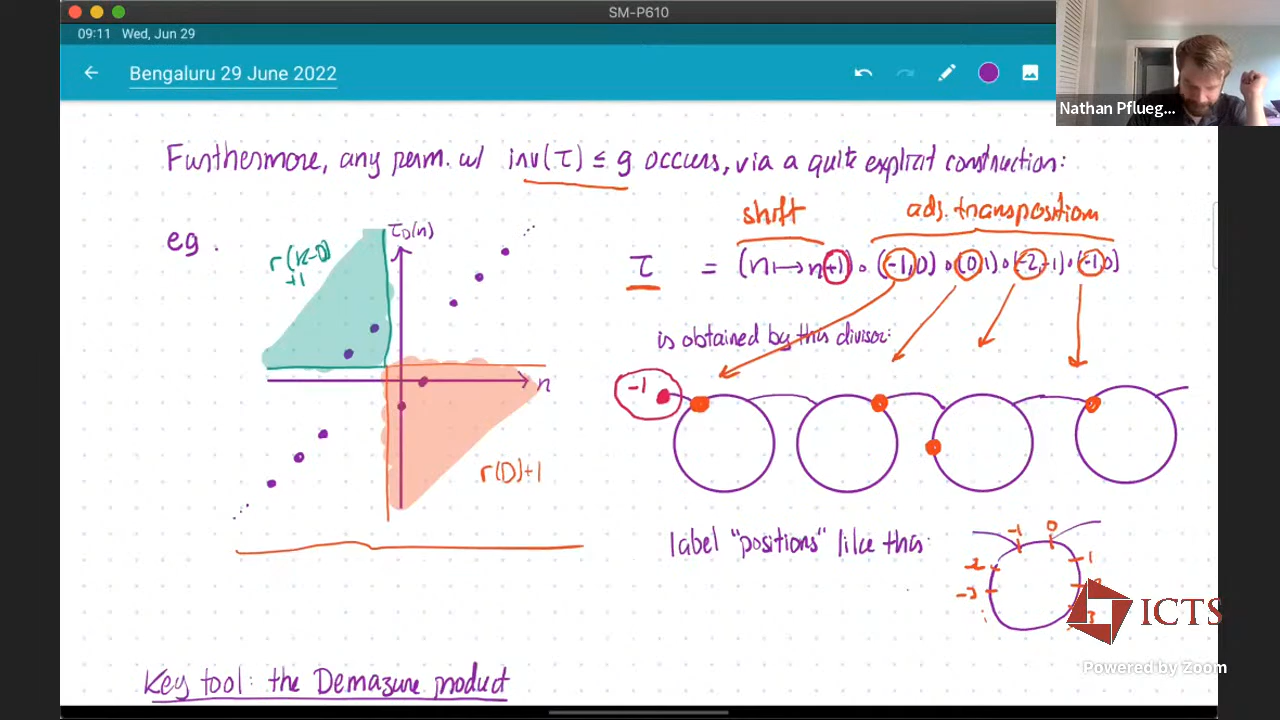 SM-P610
09:11 Wed, Jun 29
Bengaluru 29 June 2022
Nathan Pflueg...
Furthermore, any perm. w/ inv(τ) ≤ g occurs, via a quite explicit construction:
shift adj. transposition
eg.
τ_D(n)
r(K-D)
+1
τ = (n ↦ n+1) ∘ (-1,0) ∘ (0 1) ∘ (-2,-1) ∘ (-1 0)
is obtained by this divisor:
n
-1
r(D)+1
label "positions" like this:
-1 0
-2 1
-3
3
ICTS
Powered by Zoom
Key tool: the Demazure product